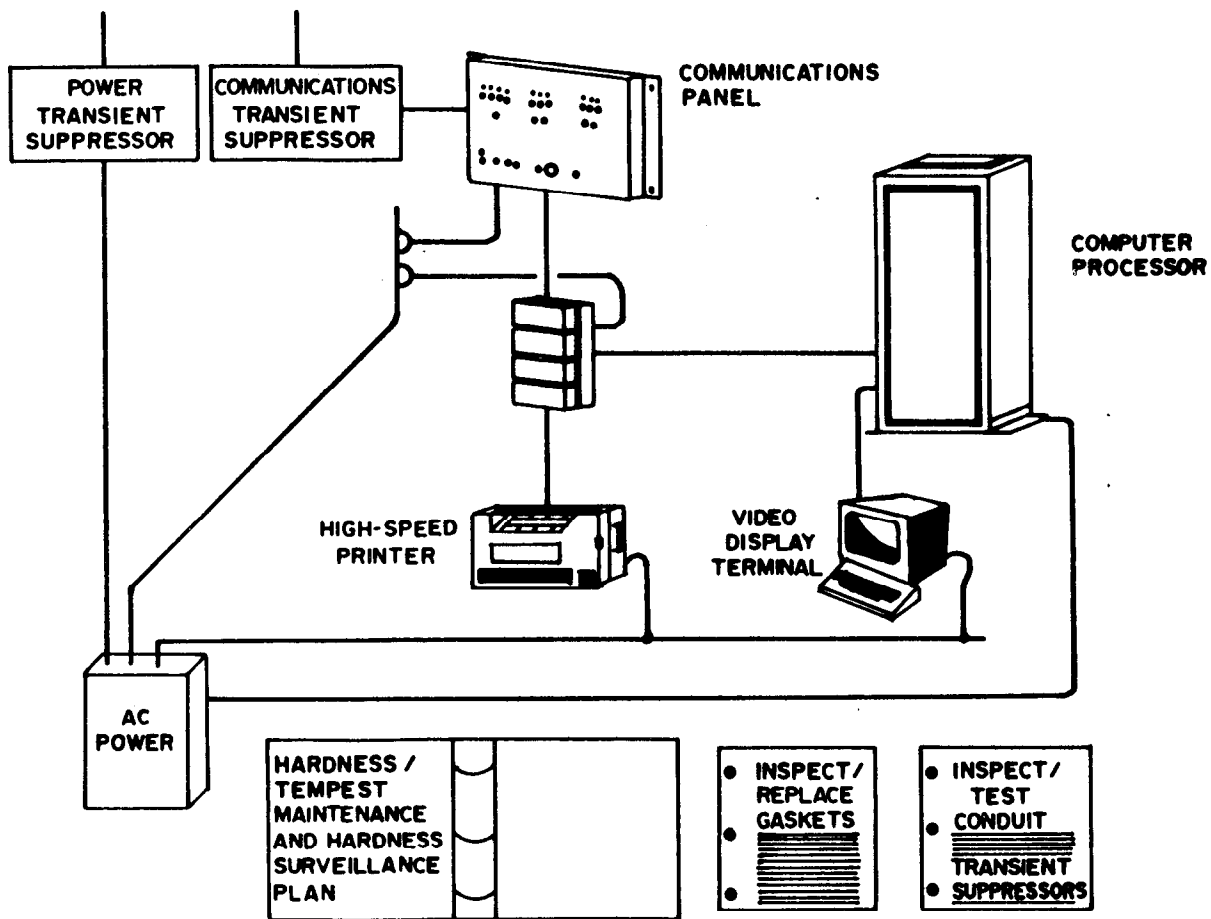 POWER
TRANSIENT
SUPPRESSOR
COMMUNICATIONS
TRANSIENT
SUPPRESSOR
COMMUNICATIONS
PANEL
COMPUTER
PROCESSOR
HIGH-SPEED
PRINTER
VIDEO
DISPLAY
TERMINAL
AC
POWER
HARDNESS /
TEMPEST
MAINTENANCE
AND HARDNESS
SURVEILLANCE
PLAN
INSPECT/
REPLACE
GASKETS
INSPECT/
TEST
CONDUIT
TRANSIENT
SUPPRESSORS